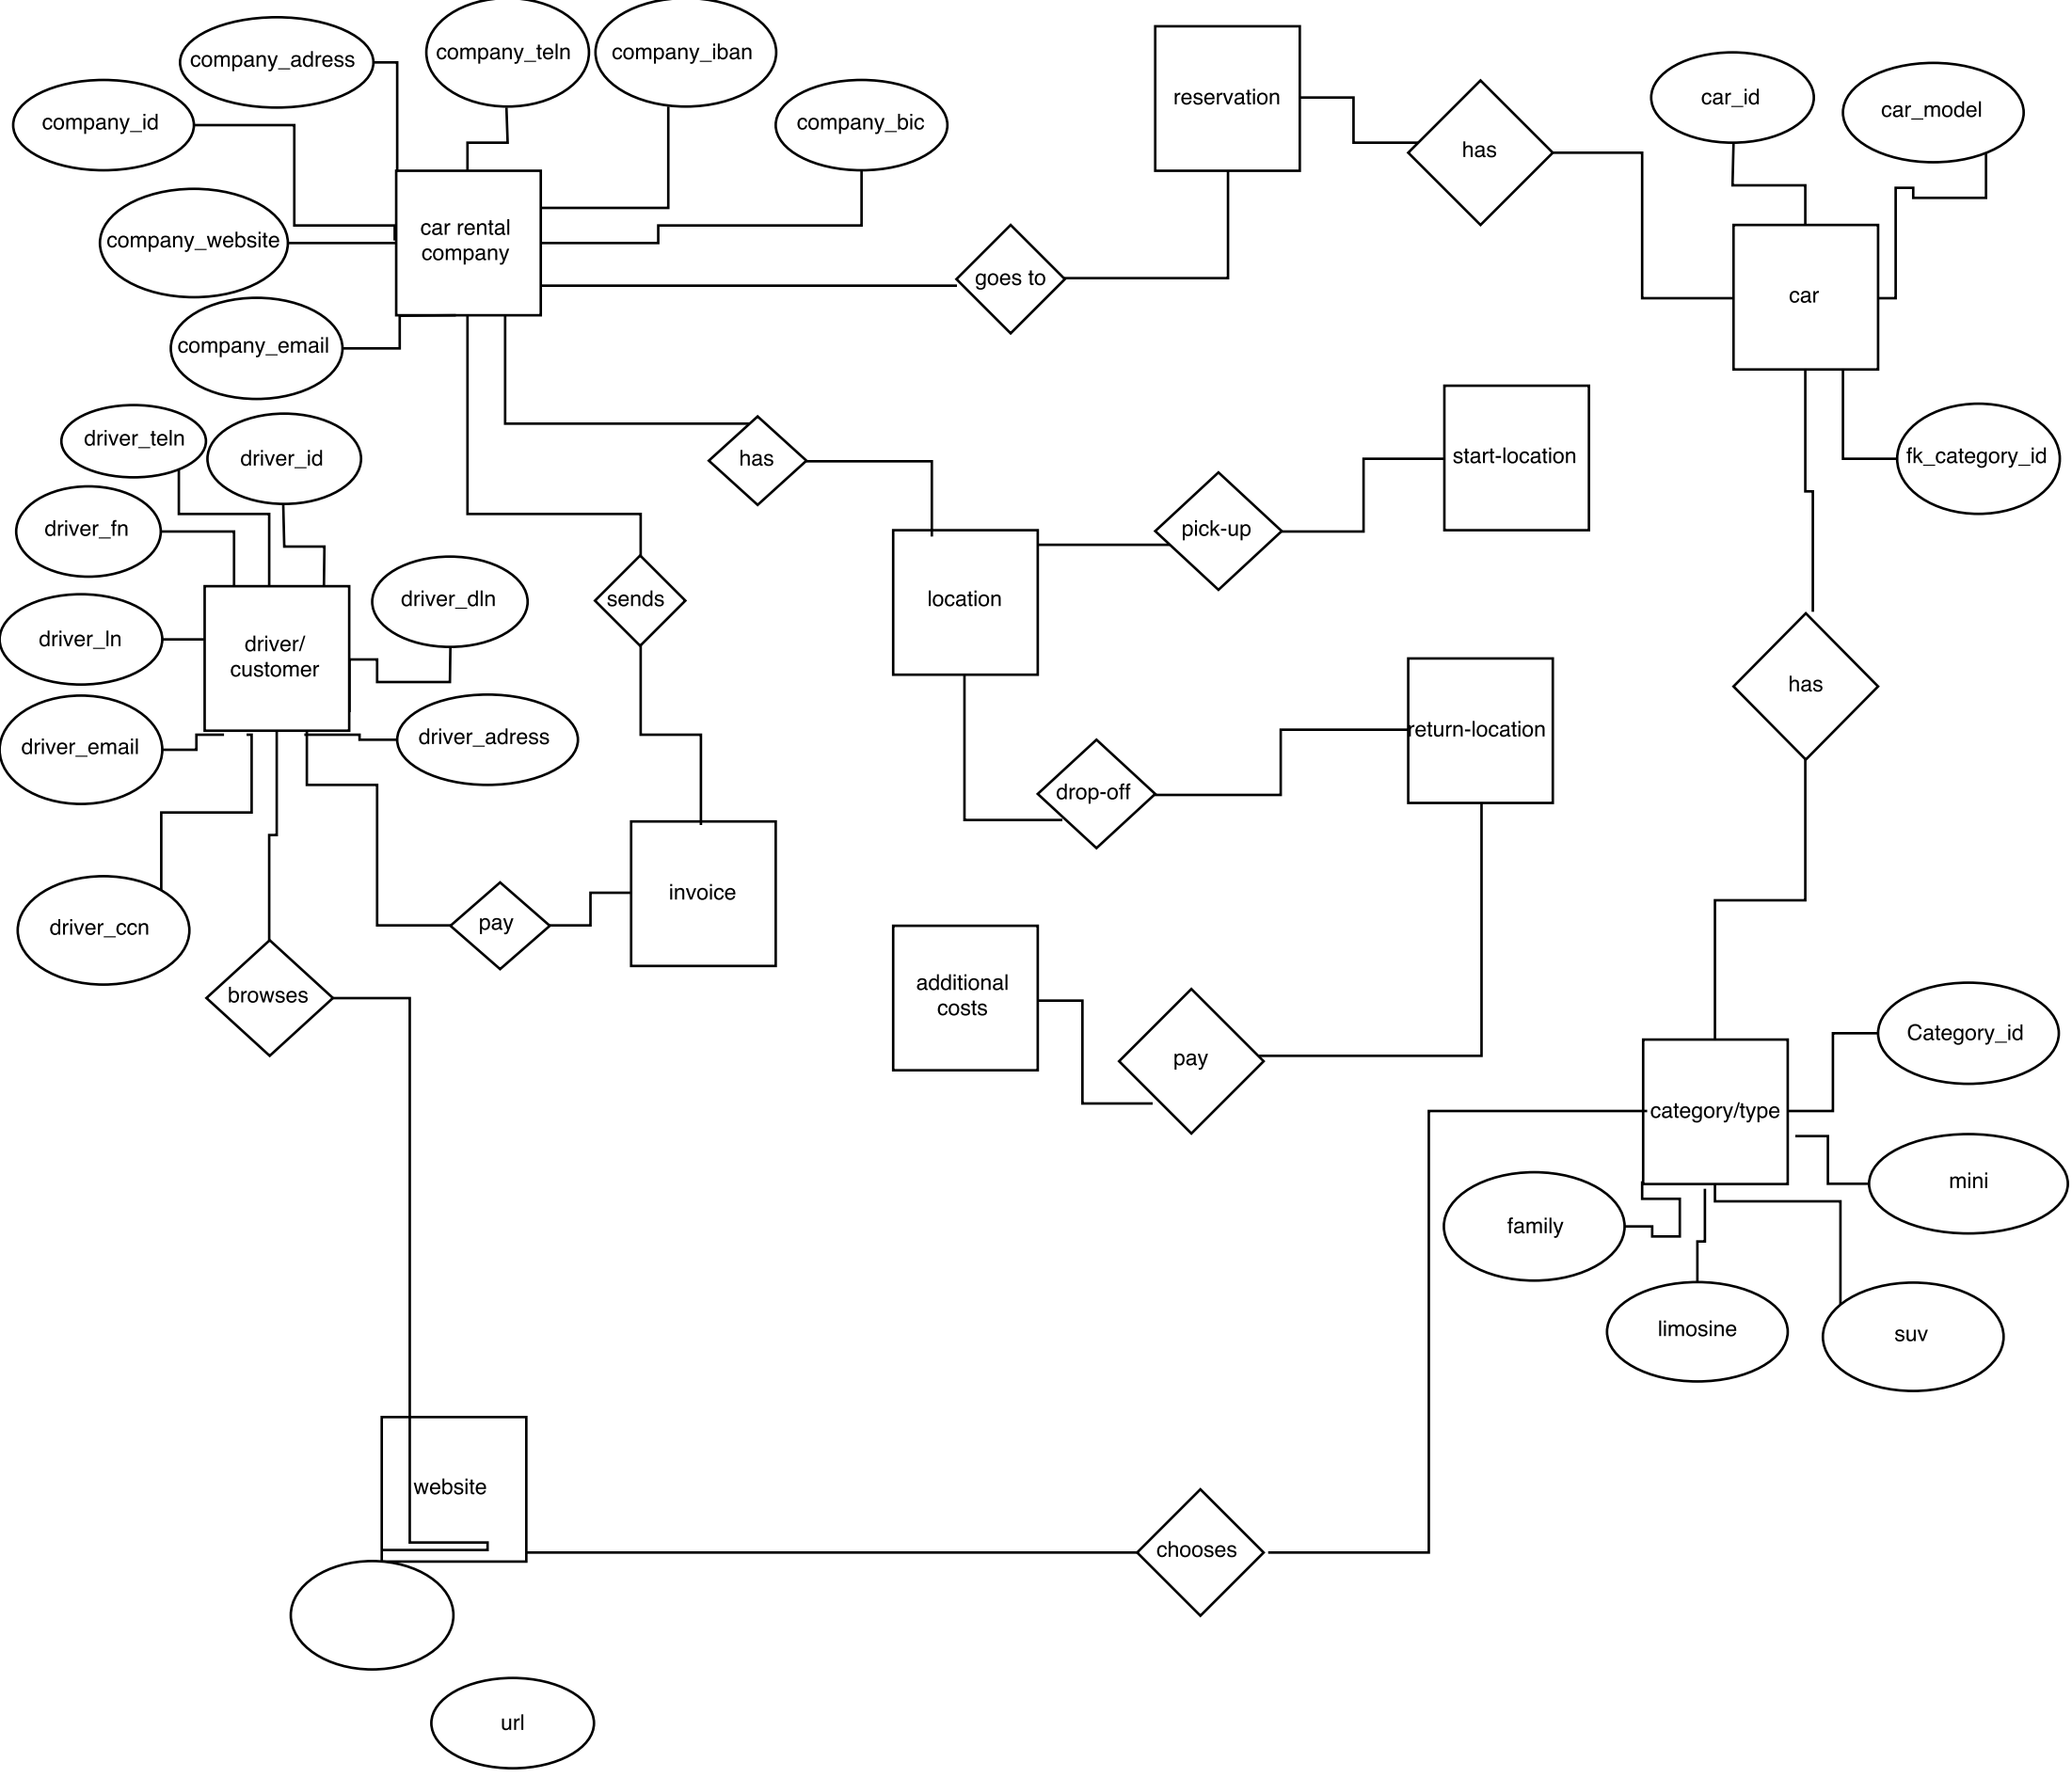 company_adress
company_teln
company_iban
company_id
company_bic
reservation
has
car_id
car_model
car rental
company
company_website
goes to
car
company_email
driver_teln
driver_id
has
start-location
fk_category_id
driver_fn
pick-up
driver_dln
sends
location
driver_ln
driver/
customer
has
driver_email
driver_adress
return-location
drop-off
invoice
driver_ccn
pay
browses
additional
costs
pay
Category_id
category/type
mini
family
limosine
suv
website
chooses
url